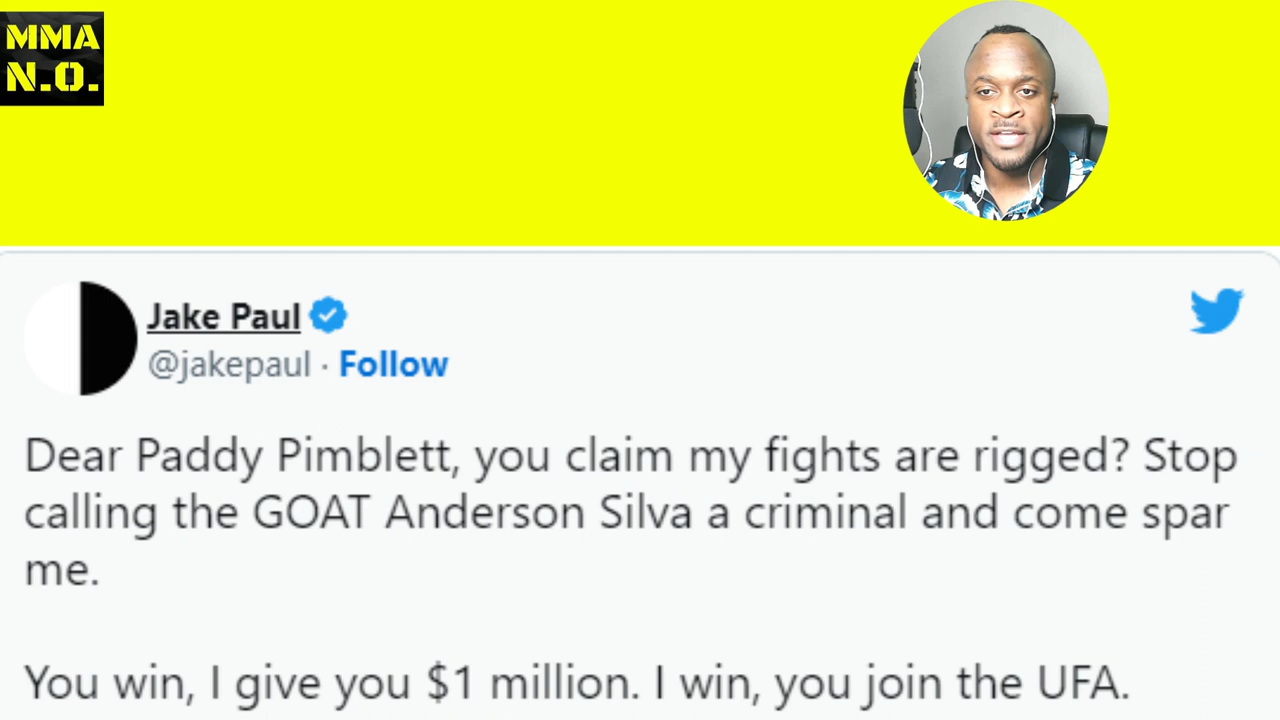 MMA
N.O.
Jake Paul
@jakepaul · Follow
Dear Paddy Pimblett, you claim my fights are rigged? Stop
calling the GOAT Anderson Silva a criminal and come spar
me.
You win, I give you $1 million. I win, you join the UFA.